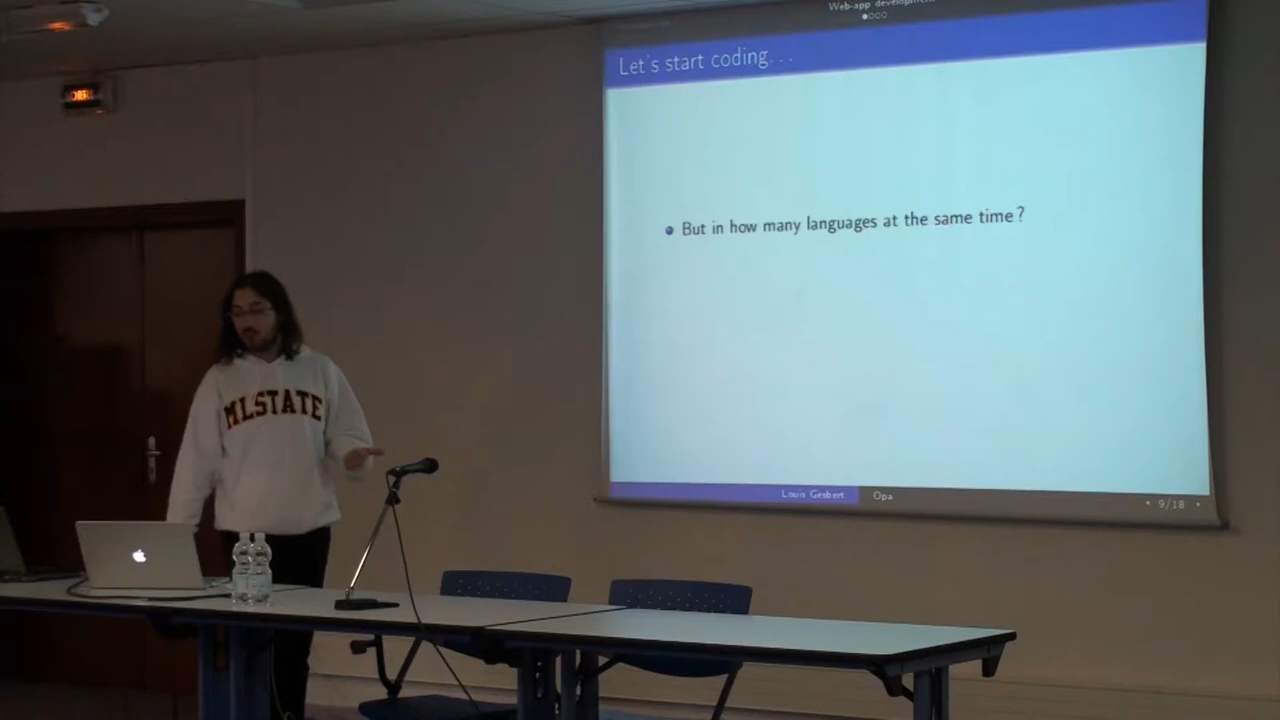 Web-app development
Let's start coding...
But in how many languages at the same time ?
MLSTATE
Louis Gesbert
Opa
9/18